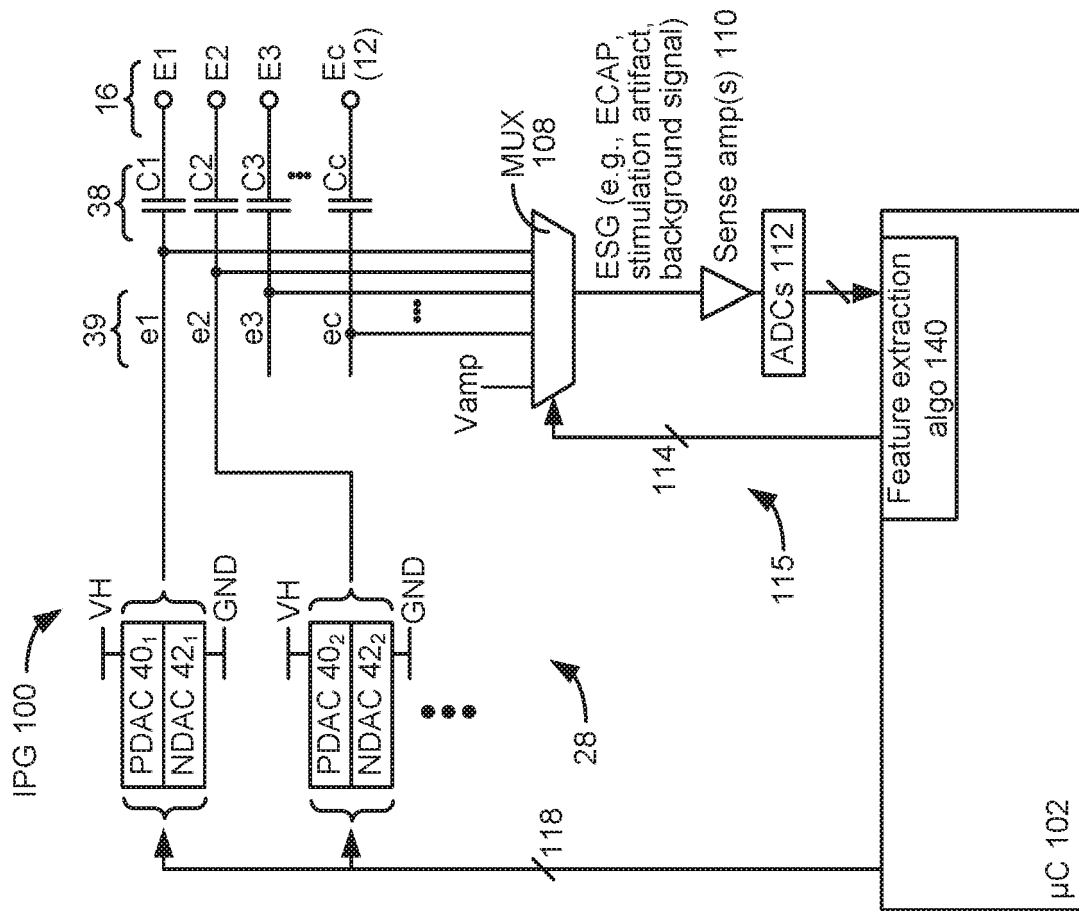 IPG 100
VH
PDAC 40₁
NDAC 42₁
GND
VH
PDAC 40₂
NDAC 42₂
GND
28
118
39
e1
e2
e3
ec
38
C1
C2
C3
Cc
16
E1
E2
E3
Ec
(12)
Vamp
MUX
108
114
115
ESG (e.g., ECAP,
stimulation artifact,
background signal)
Sense amp(s) 110
ADCs 112
Feature extraction
algo 140
µC 102